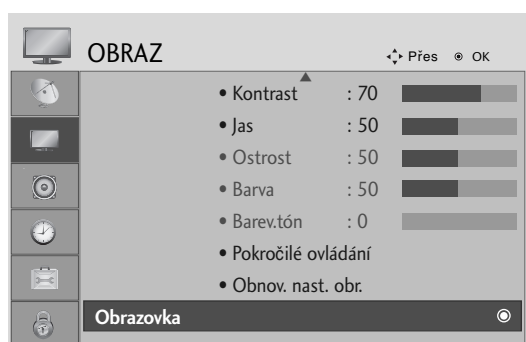 OBRAZ Přes OK
• Kontrast : 70
• Jas : 50
• Ostrost : 50
• Barva : 50
• Barev.tón : 0
• Pokročilé ovládání
• Obnov. nast. obr.
Obrazovka